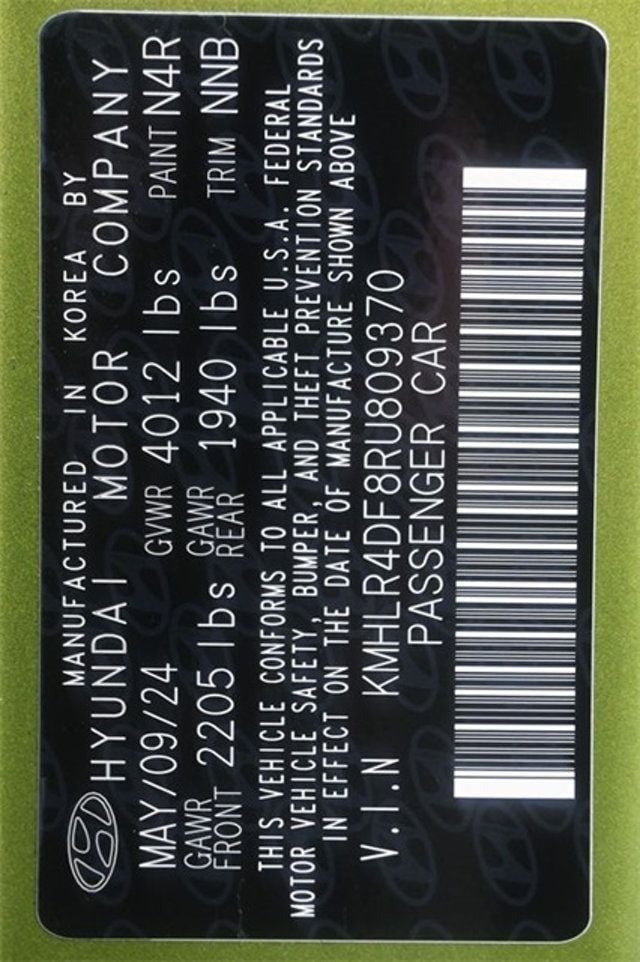 MANUFACTURED IN KOREA BY
HYUNDAI MOTOR COMPANY
MAY/09/24 GVWR 4012 lbs PAINT N4R
GAWR FRONT 2205 lbs GAWR REAR 1940 lbs TRIM NNB
THIS VEHICLE CONFORMS TO ALL APPLICABLE U.S.A. FEDERAL
MOTOR VEHICLE SAFETY, BUMPER, AND THEFT PREVENTION STANDARDS
IN EFFECT ON THE DATE OF MANUFACTURE SHOWN ABOVE
V.I.N KMHLR4DF8RU809370
PASSENGER CAR